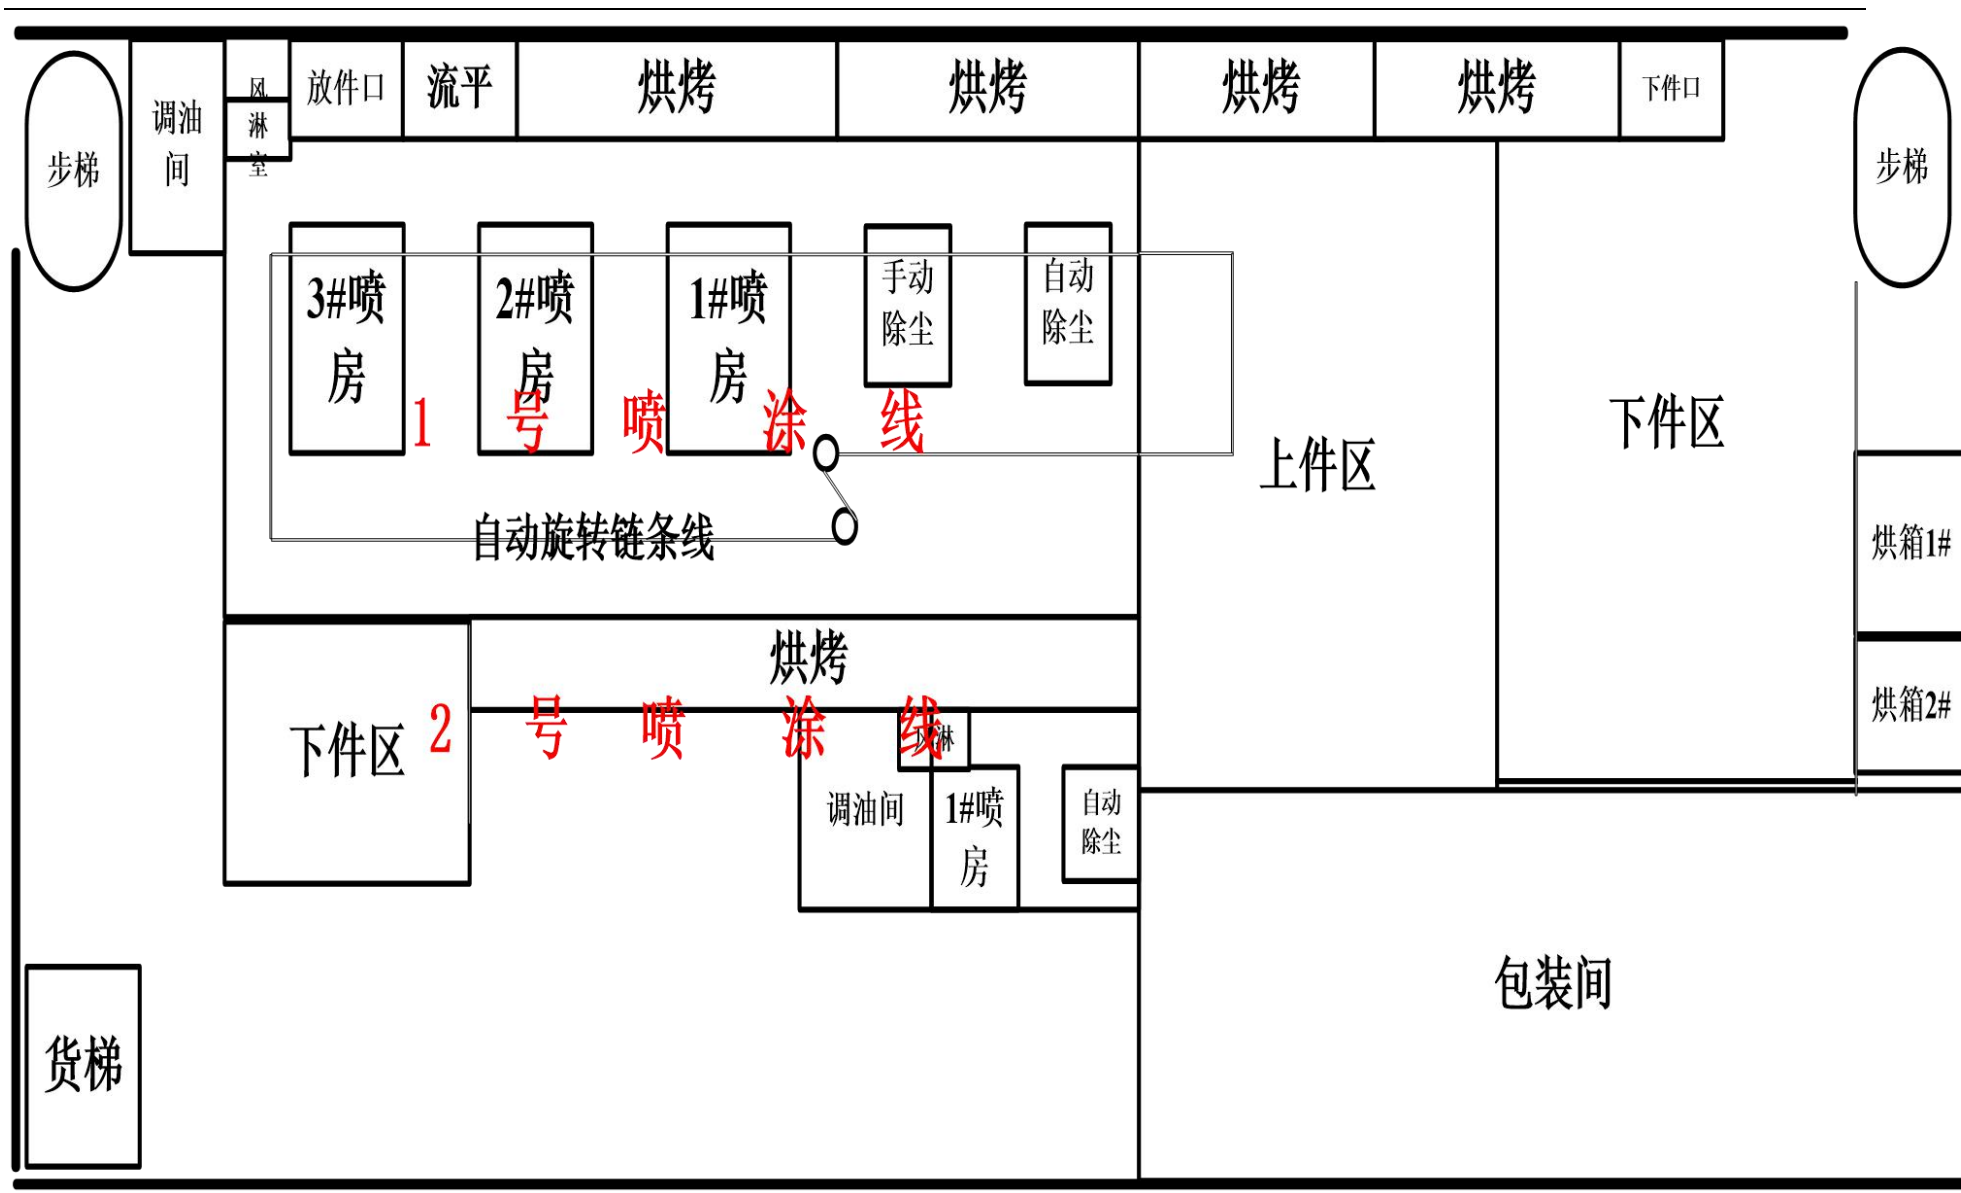 步梯
调油
间
风
淋
室
放件口
流平
烘烤
烘烤
烘烤
烘烤
下件口
步梯
3#喷
房
2#喷
房
1#喷
房
手动
除尘
自动
除尘
1号喷涂线
自动旋转链条线
上件区
下件区
烘箱1#
烘箱2#
烘烤
2号喷涂线
下件区
风淋
调油间
1#喷
房
自动
除尘
包装间
货梯